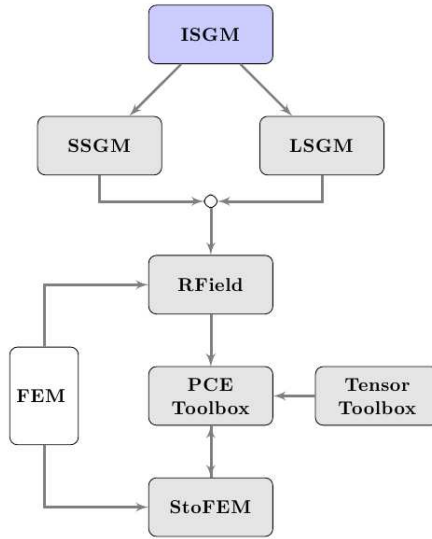 ISGM
SSGM
LSGM
RField
FEM
PCE
Toolbox
Tensor
Toolbox
StoFEM